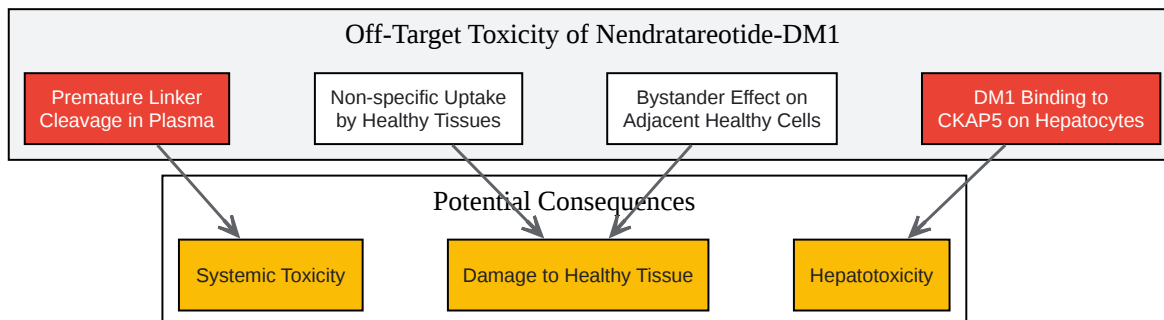 Off-Target Toxicity of Nendratareotide-DM1
Premature Linker
Cleavage in Plasma
Non-specific Uptake
by Healthy Tissues
Bystander Effect on
Adjacent Healthy Cells
DM1 Binding to
CKAP5 on Hepatocytes
Potential Consequences
Systemic Toxicity
Damage to Healthy Tissue
Hepatotoxicity